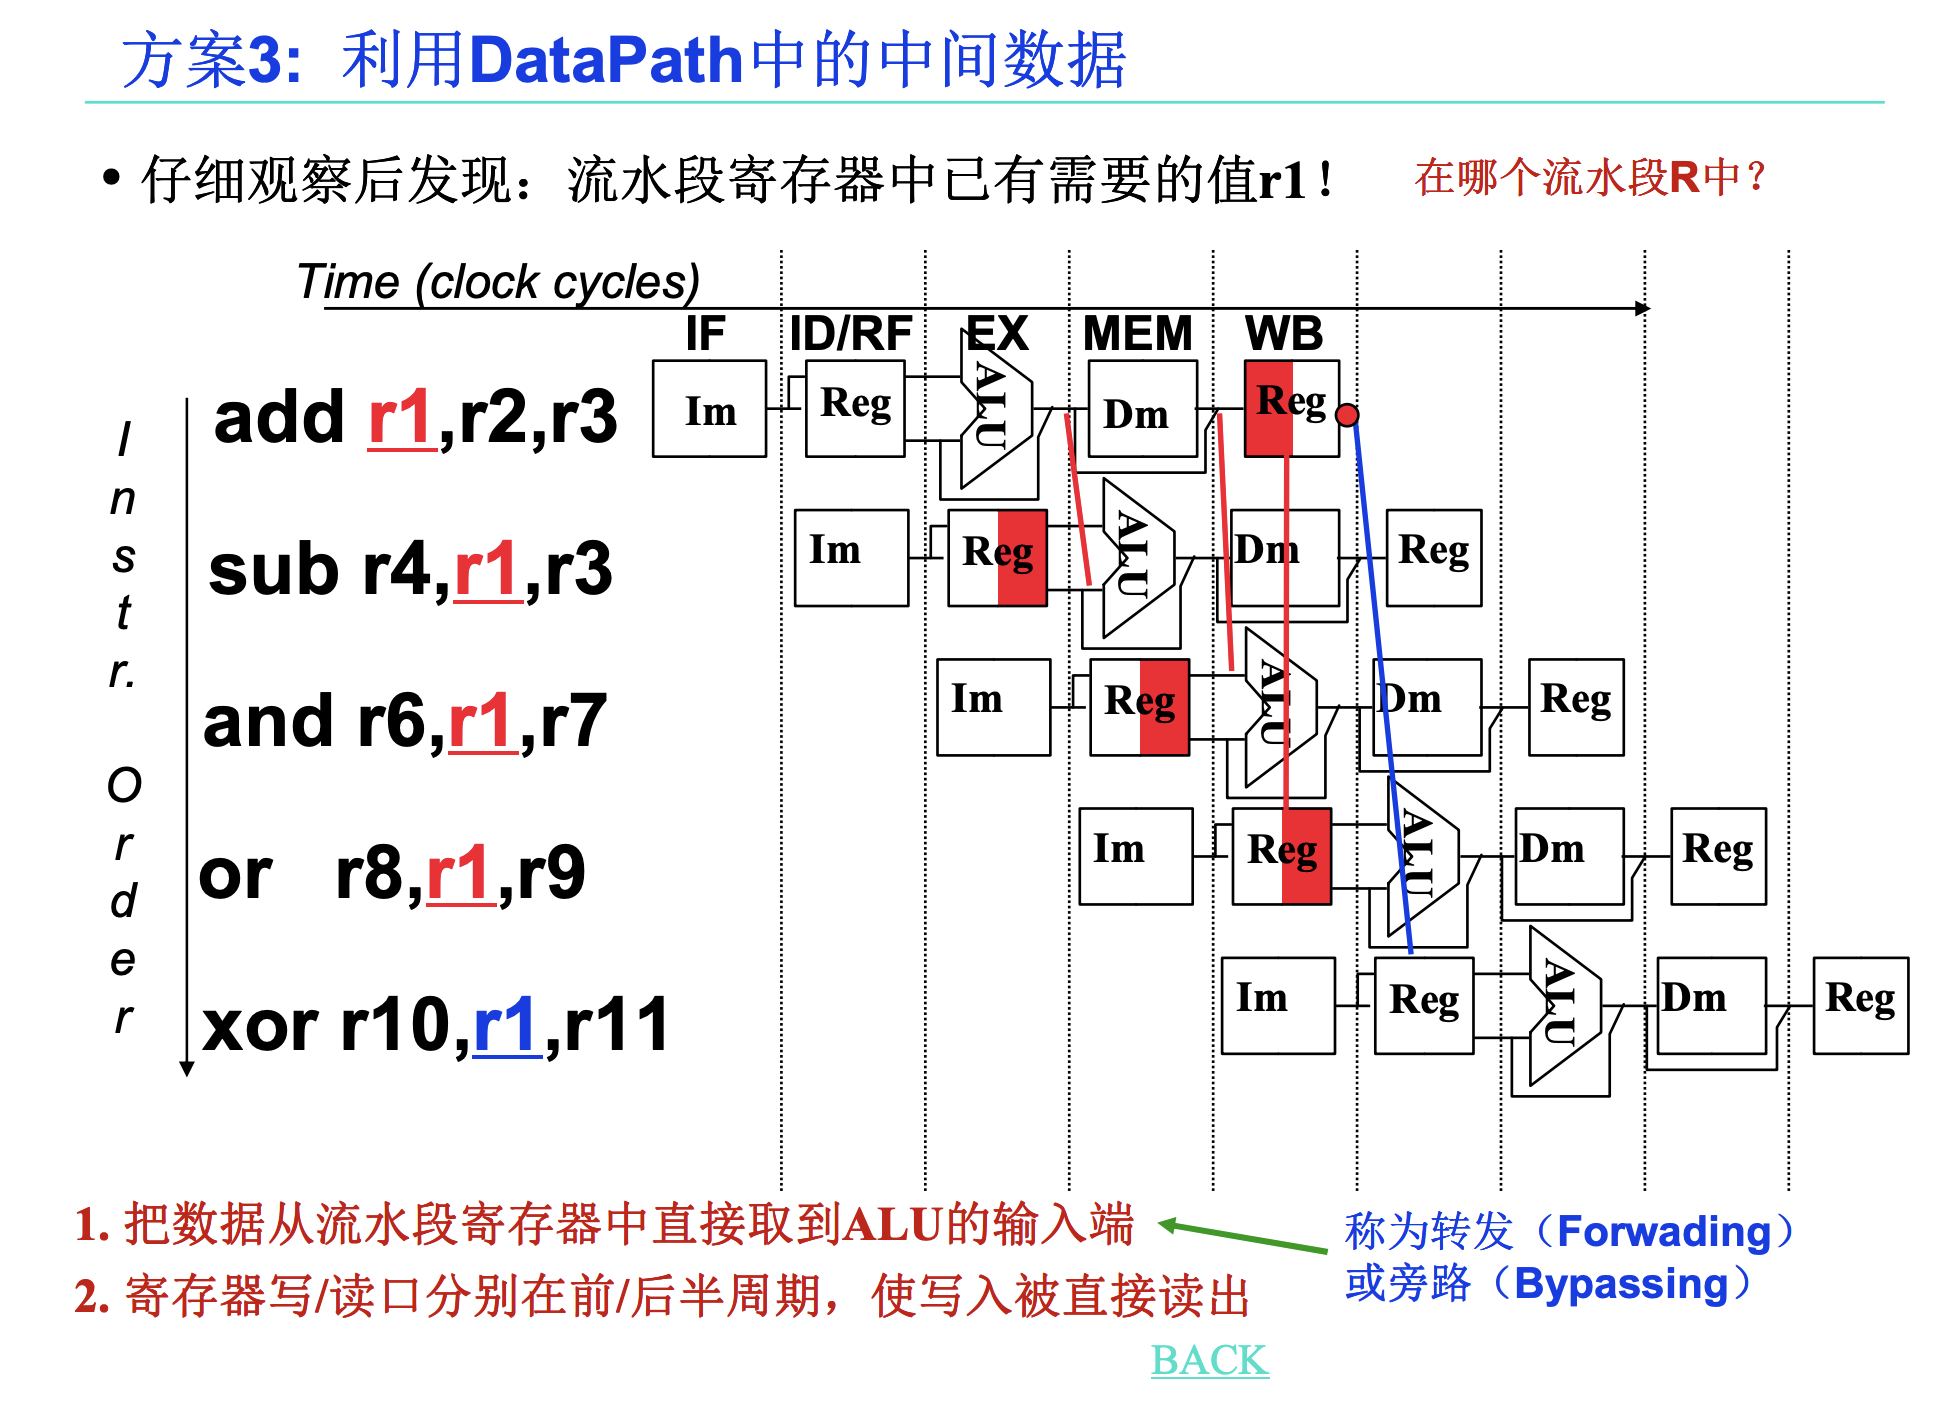 方案3: 利用DataPath中的中间数据
• 仔细观察后发现：流水段寄存器中已有需要的值r1！ 在哪个流水段R中？
Time (clock cycles)
IF ID/RF EX MEM WB
Instr. Order
add r1,r2,r3
Im Reg ALU Dm Reg
sub r4,r1,r3
Im Reg ALU Dm Reg
and r6,r1,r7
Im Reg ALU Dm Reg
or r8,r1,r9
Im Reg ALU Dm Reg
xor r10,r1,r11
Im Reg ALU Dm Reg
1. 把数据从流水段寄存器中直接取到ALU的输入端
2. 寄存器写/读口分别在前/后半周期，使写入被直接读出
称为转发（Forwading）
或旁路（Bypassing）
BACK